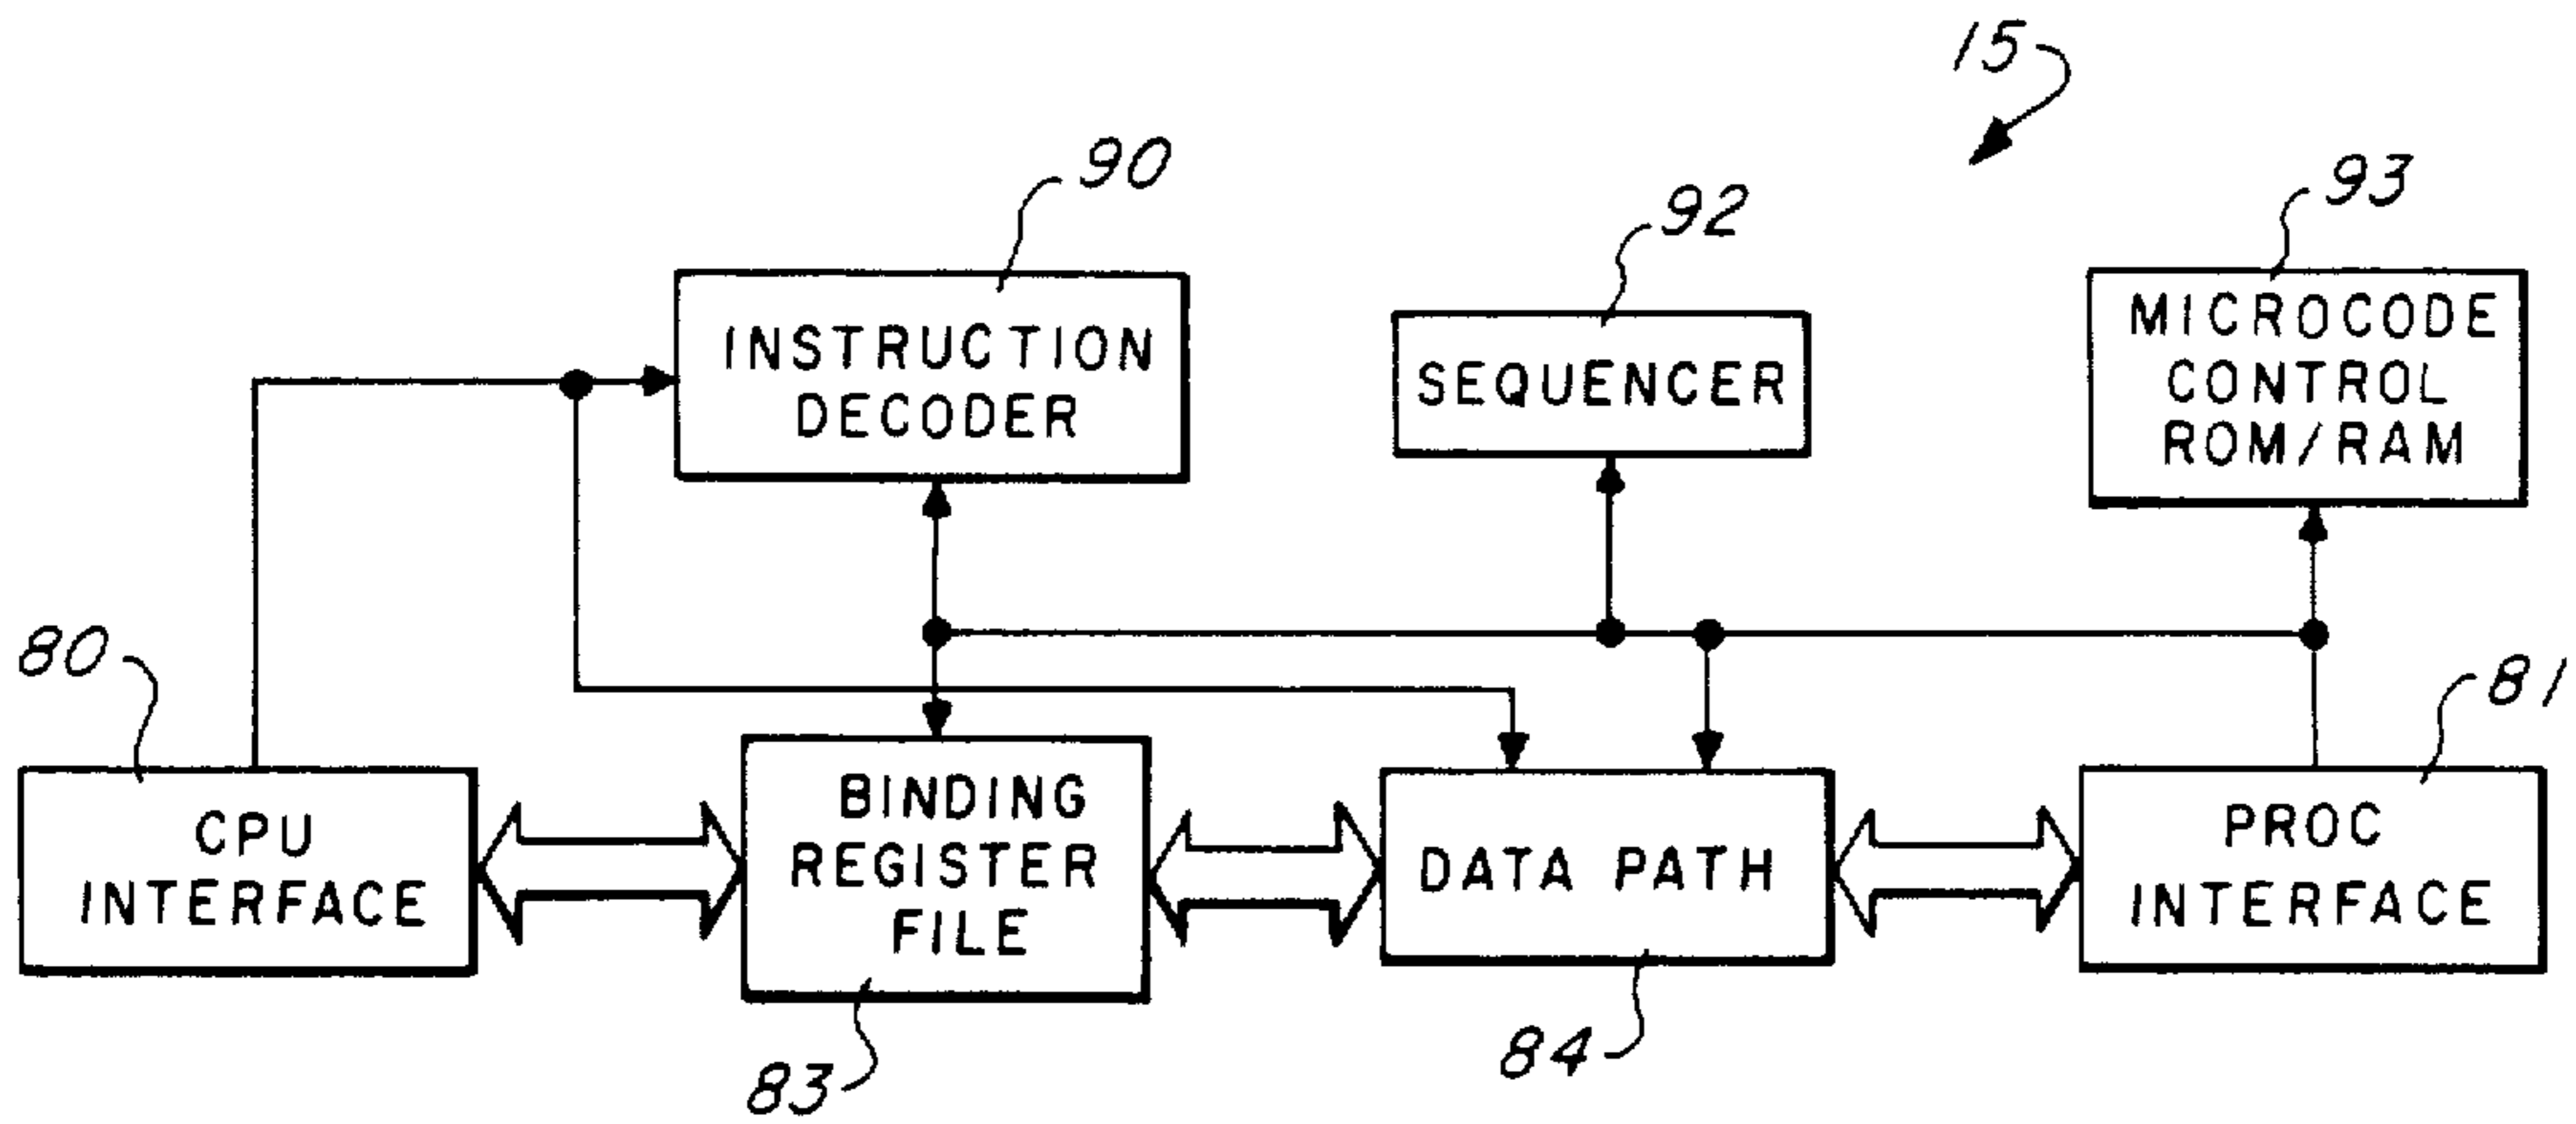 15
90
92
93
INSTRUCTION
DECODER
SEQUENCER
MICROCODE
CONTROL
ROM/RAM
80
81
CPU
INTERFACE
BINDING
REGISTER
FILE
DATA PATH
PROC
INTERFACE
83
84